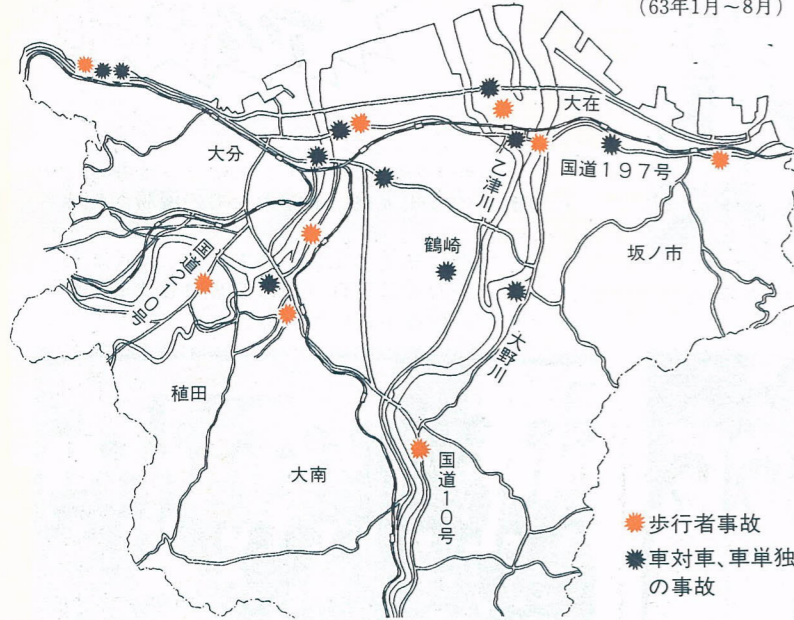 (63年1月～8月)
大在
大分
国道197号
乙津川
鶴崎
坂ノ市
国道210号
大野川
稙田
大南
国道10号
歩行者事故
車対車、車単独
の事故